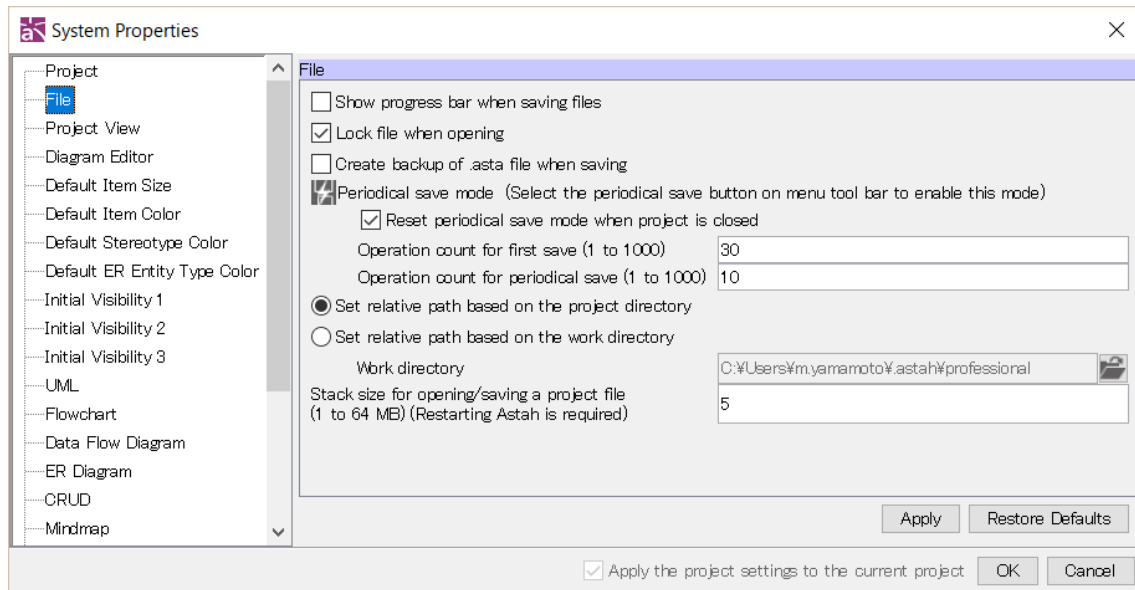 System Properties
Project
File
Project View
Diagram Editor
Default Item Size
Default Item Color
Default Stereotype Color
Default ER Entity Type Color
Initial Visibility 1
Initial Visibility 2
Initial Visibility 3
UML
Flowchart
Data Flow Diagram
ER Diagram
CRUD
Mindmap
File
Show progress bar when saving files
Lock file when opening
Create backup of .asta file when saving
Periodical save mode (Select the periodical save button on menu tool bar to enable this mode)
Reset periodical save mode when project is closed
Operation count for first save (1 to 1000) 30
Operation count for periodical save (1 to 1000) 10
Set relative path based on the project directory
Set relative path based on the work directory
Work directory C:¥Users¥m.yamamoto¥.astah¥professional
Stack size for opening/saving a project file
(1 to 64 MB) (Restarting Astah is required) 5
Apply Restore Defaults
Apply the project settings to the current project OK Cancel